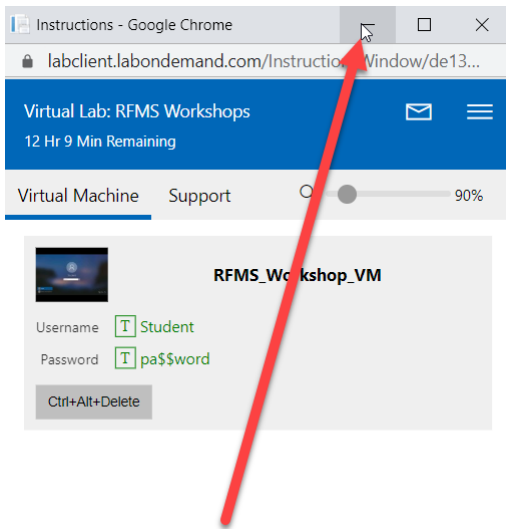 Instructions - Google Chrome
labclient.labondemand.com/Instruction Window/de13...
Virtual Lab: RFMS Workshops
12 Hr 9 Min Remaining
Virtual Machine Support 90%
RFMS_Workshop_VM
Username T Student
Password T pa$$word
Ctrl+Alt+Delete